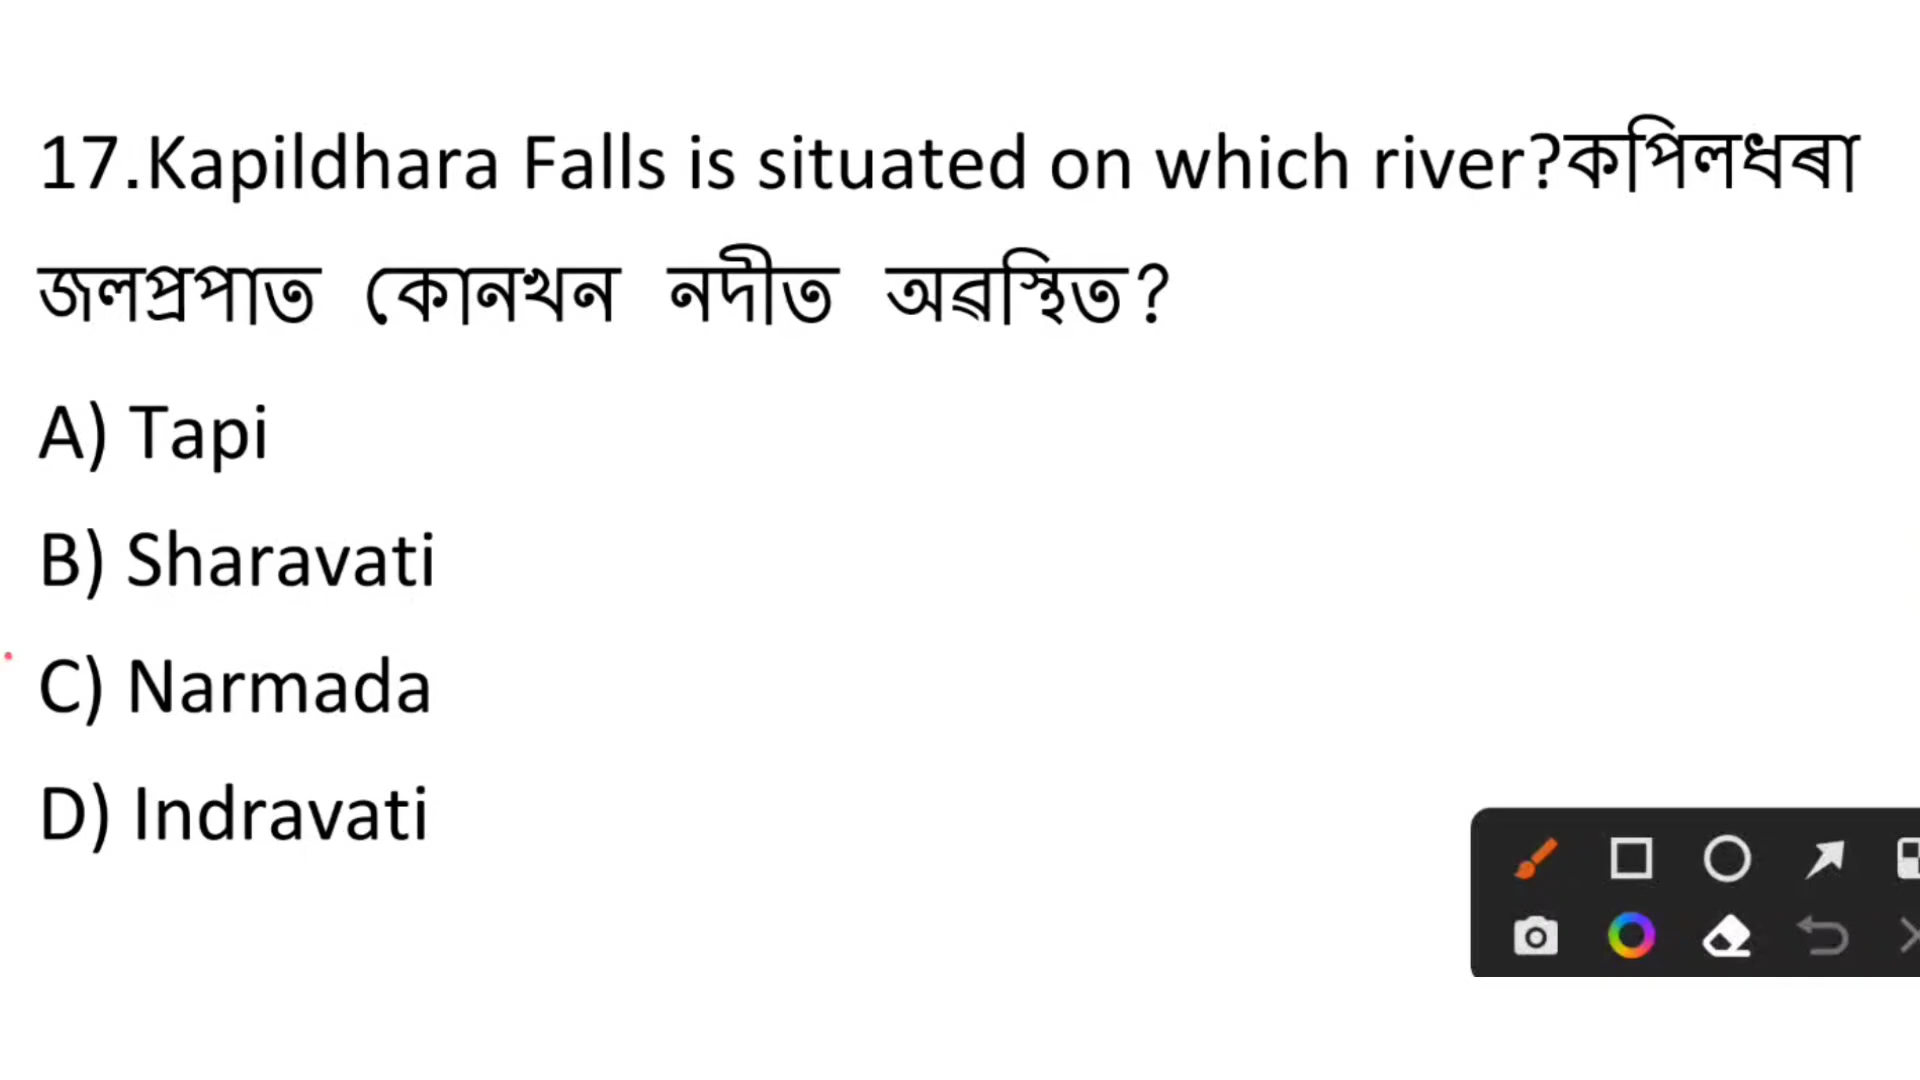 17.Kapildhara Falls is situated on which river?কপিলধৰা
জলপ্ৰপাত কোনখন নদীত অৱস্থিত?
A) Tapi
B) Sharavati
C) Narmada
D) Indravati